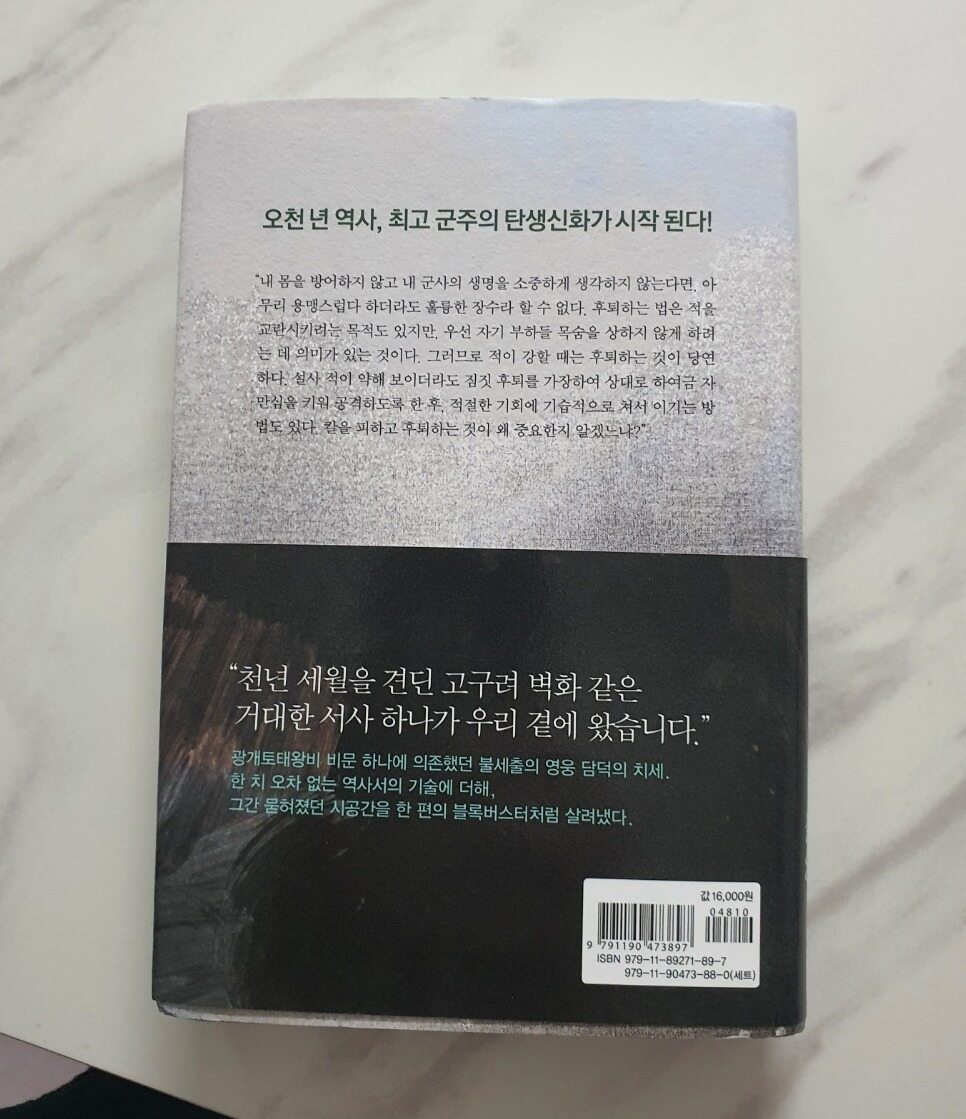 오천 년 역사, 최고 군주의 탄생신화가 시작 된다!
“내 몸을 방어하지 않고 내 군사의 생명을 소중하게 생각하지 않는다면, 아
무리 용맹스럽다 하더라도 훌륭한 장수라 할 수 없다. 후퇴하는 법은 적을
교란시키려는 목적도 있지만, 우선 자기 부하들 목숨을 상하지 않게 하려
는 데 의미가 있는 것이다. 그러므로 적이 강할 때는 후퇴하는 것이 당연
하다. 설사 적이 약해 보이더라도 짐짓 후퇴를 가장하여 상대로 하여금 자
만심을 키워 공격하도록 한 후, 적절한 기회에 기습적으로 쳐서 이기는 방
법도 있다. 칼을 피하고 후퇴하는 것이 왜 중요한지 알겠느냐?”
“천년 세월을 견딘 고구려 벽화 같은
거대한 서사 하나가 우리 곁에 왔습니다.”
광개토태왕비 비문 하나에 의존했던 불세출의 영웅 담덕의 치세.
한 치 오차 없는 역사서의 기술에 더해,
그간 묻혀졌던 시공간을 한 편의 블록버스터처럼 살려냈다.
값 16,000원
04810
9 791190 473897
ISBN 979-11-89271-89-7
979-11-90473-88-0(세트)